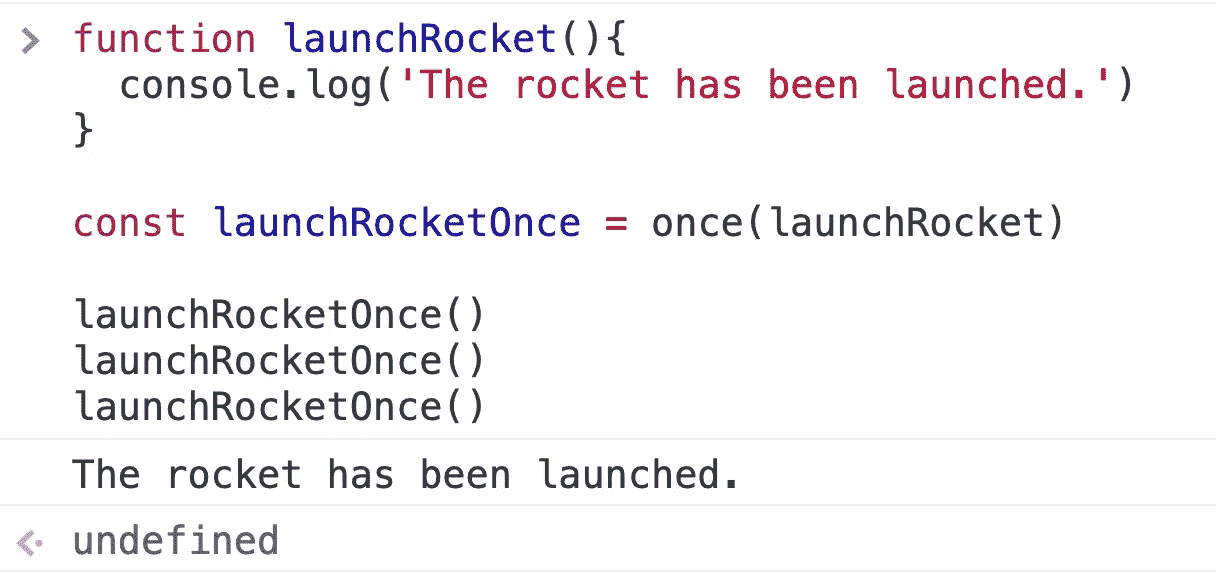 > function launchRocket(){
  console.log('The rocket has been launched.')
}
const launchRocketOnce = once(launchRocket)
launchRocketOnce()
launchRocketOnce()
launchRocketOnce()
The rocket has been launched.
undefined